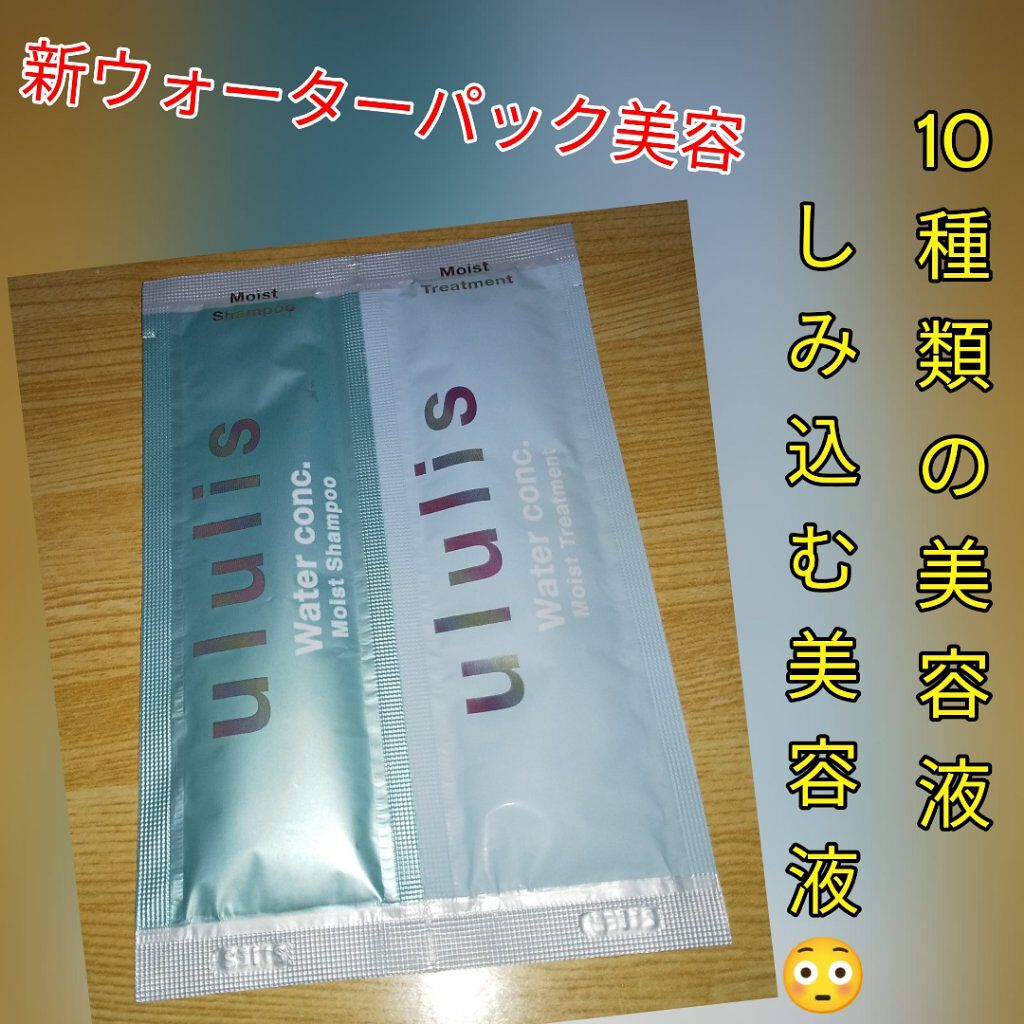 新ウォーターパック美容
10種類の美容液
しみ込む美容液😳
Moist
Shampoo
ululis
Water conc.
Moist Shampoo
Moist
Treatment
ululis
Water conc.
Moist Treatment